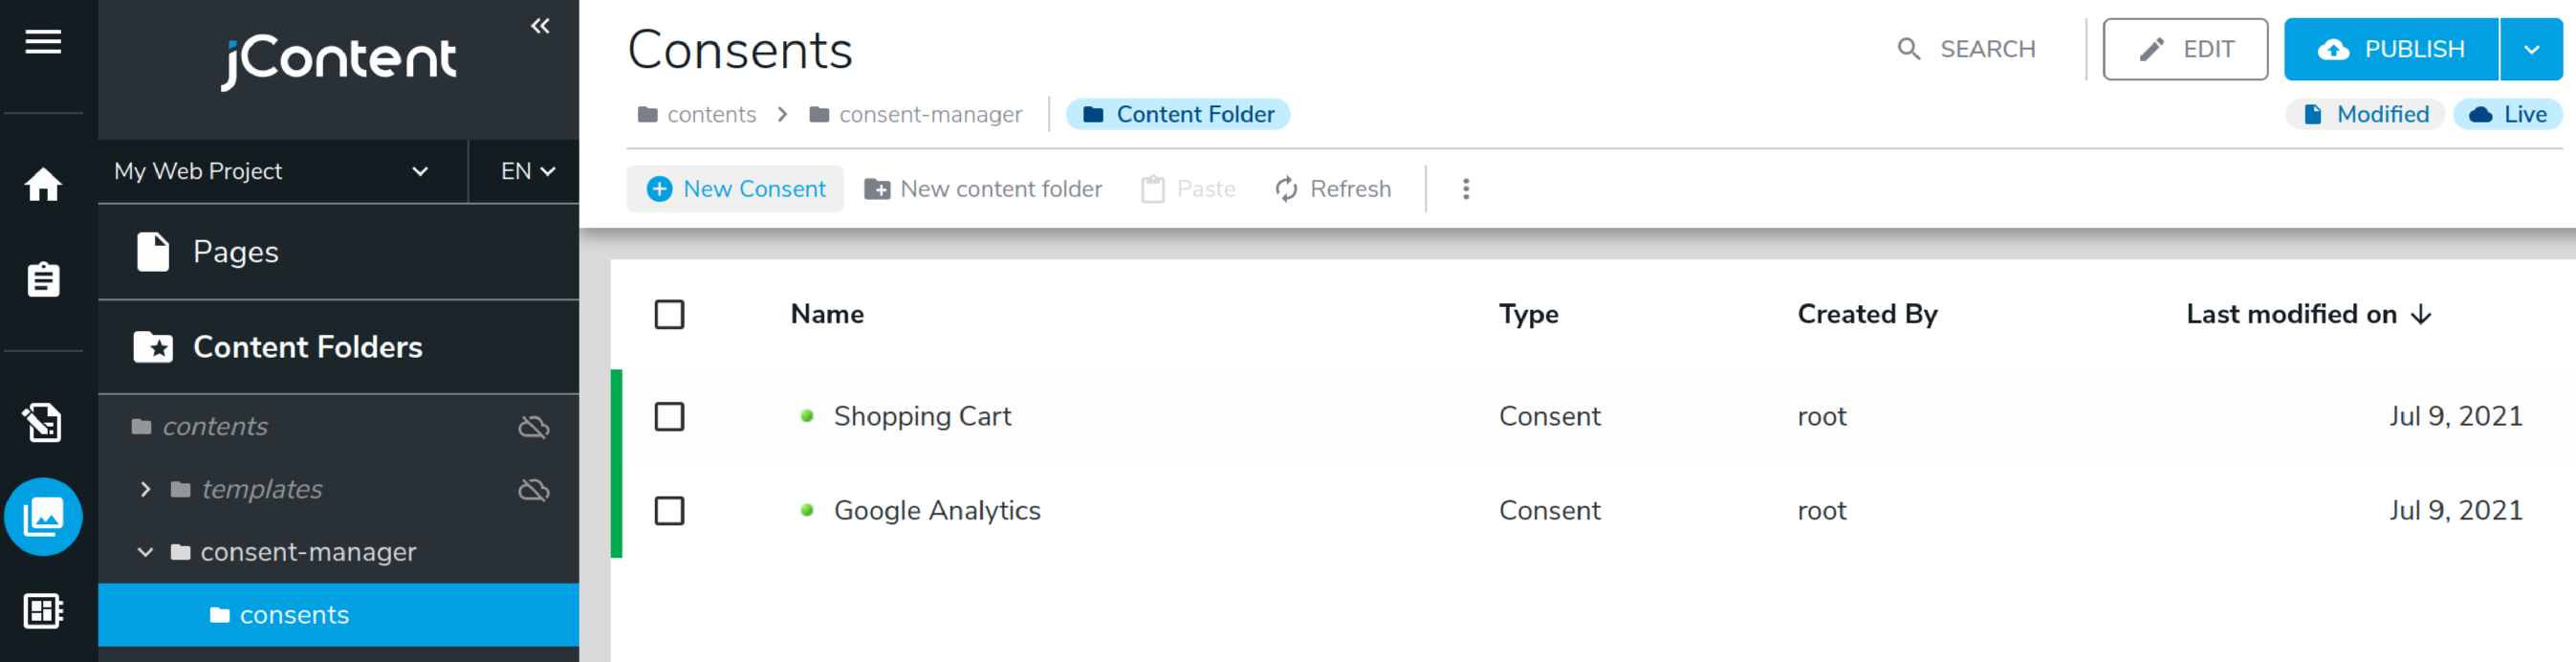 jContent
My Web Project
EN
Pages
Content Folders
contents
templates
consent-manager
consents
Consents
SEARCH
EDIT
PUBLISH
contents
consent-manager
Content Folder
Modified
Live
New Consent
New content folder
Paste
Refresh
Name Type Created By Last modified on
Shopping Cart Consent root Jul 9, 2021
Google Analytics Consent root Jul 9, 2021